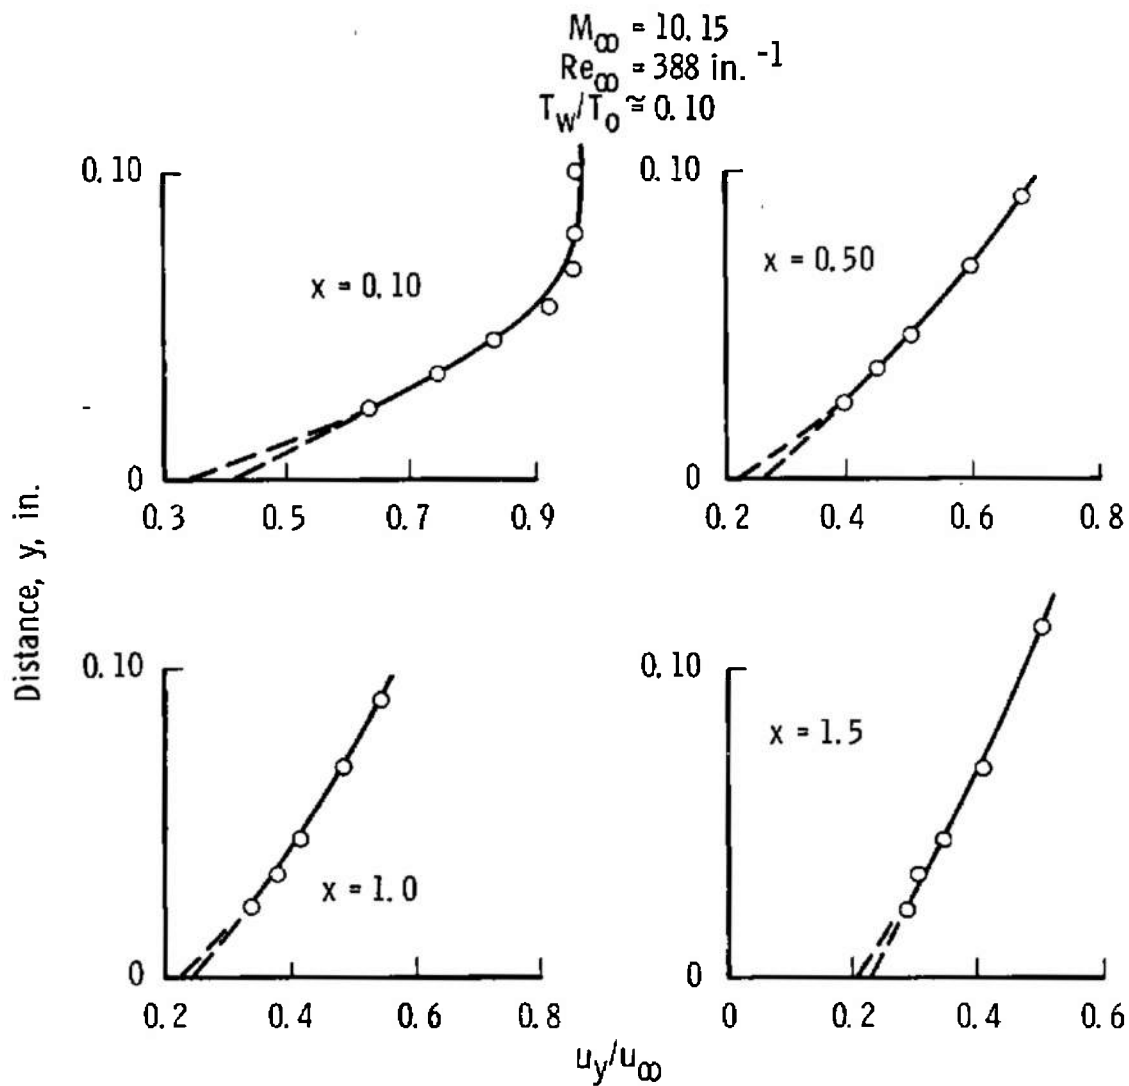 M∞ = 10.15
Re∞ = 388 in.⁻¹
Tw/To ≅ 0.10
0.10
x = 0.10
0
0.3 0.5 0.7 0.9
0.10
x = 0.50
0
0.2 0.4 0.6 0.8
Distance, y, in.
0.10
x = 1.0
0
0.2 0.4 0.6 0.8
0.10
x = 1.5
0
0 0.2 0.4 0.6
uy/u∞